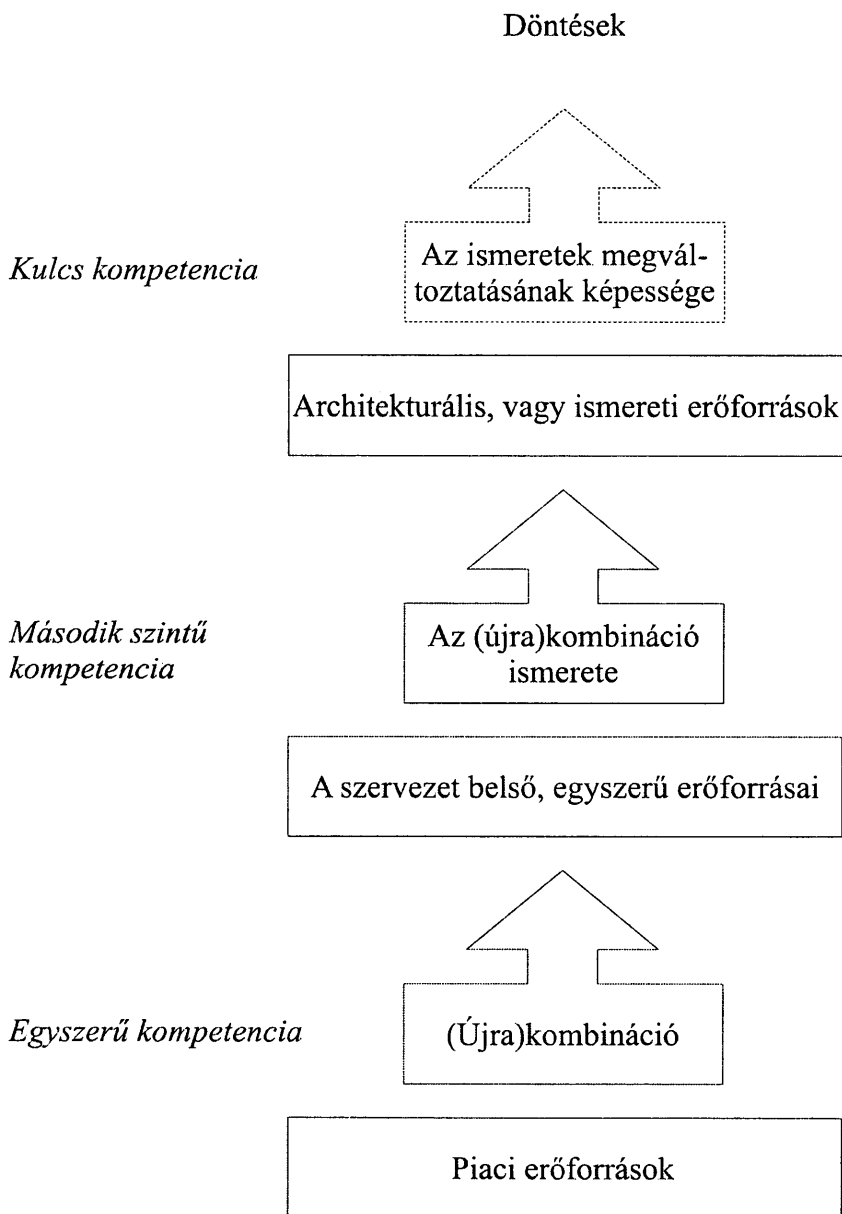 Döntések
Kulcs kompetencia
Az ismeretek megvál-
toztatásának képessége
Architekturális, vagy ismereti erőforrások
Második szintű
kompetencia
Az (újra)kombináció
ismerete
A szervezet belső, egyszerű erőforrásai
Egyszerű kompetencia
(Újra)kombináció
Piaci erőforrások